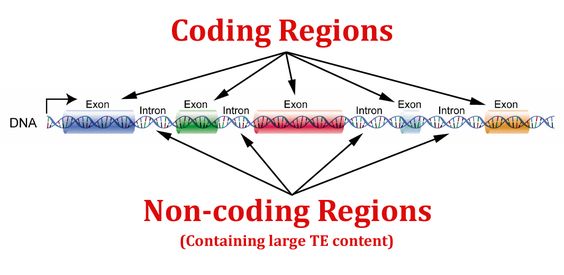 Coding Regions
Exon Intron Exon Intron Exon Intron Exon Intron Exon
DNA
Non-coding Regions
(Containing large TE content)